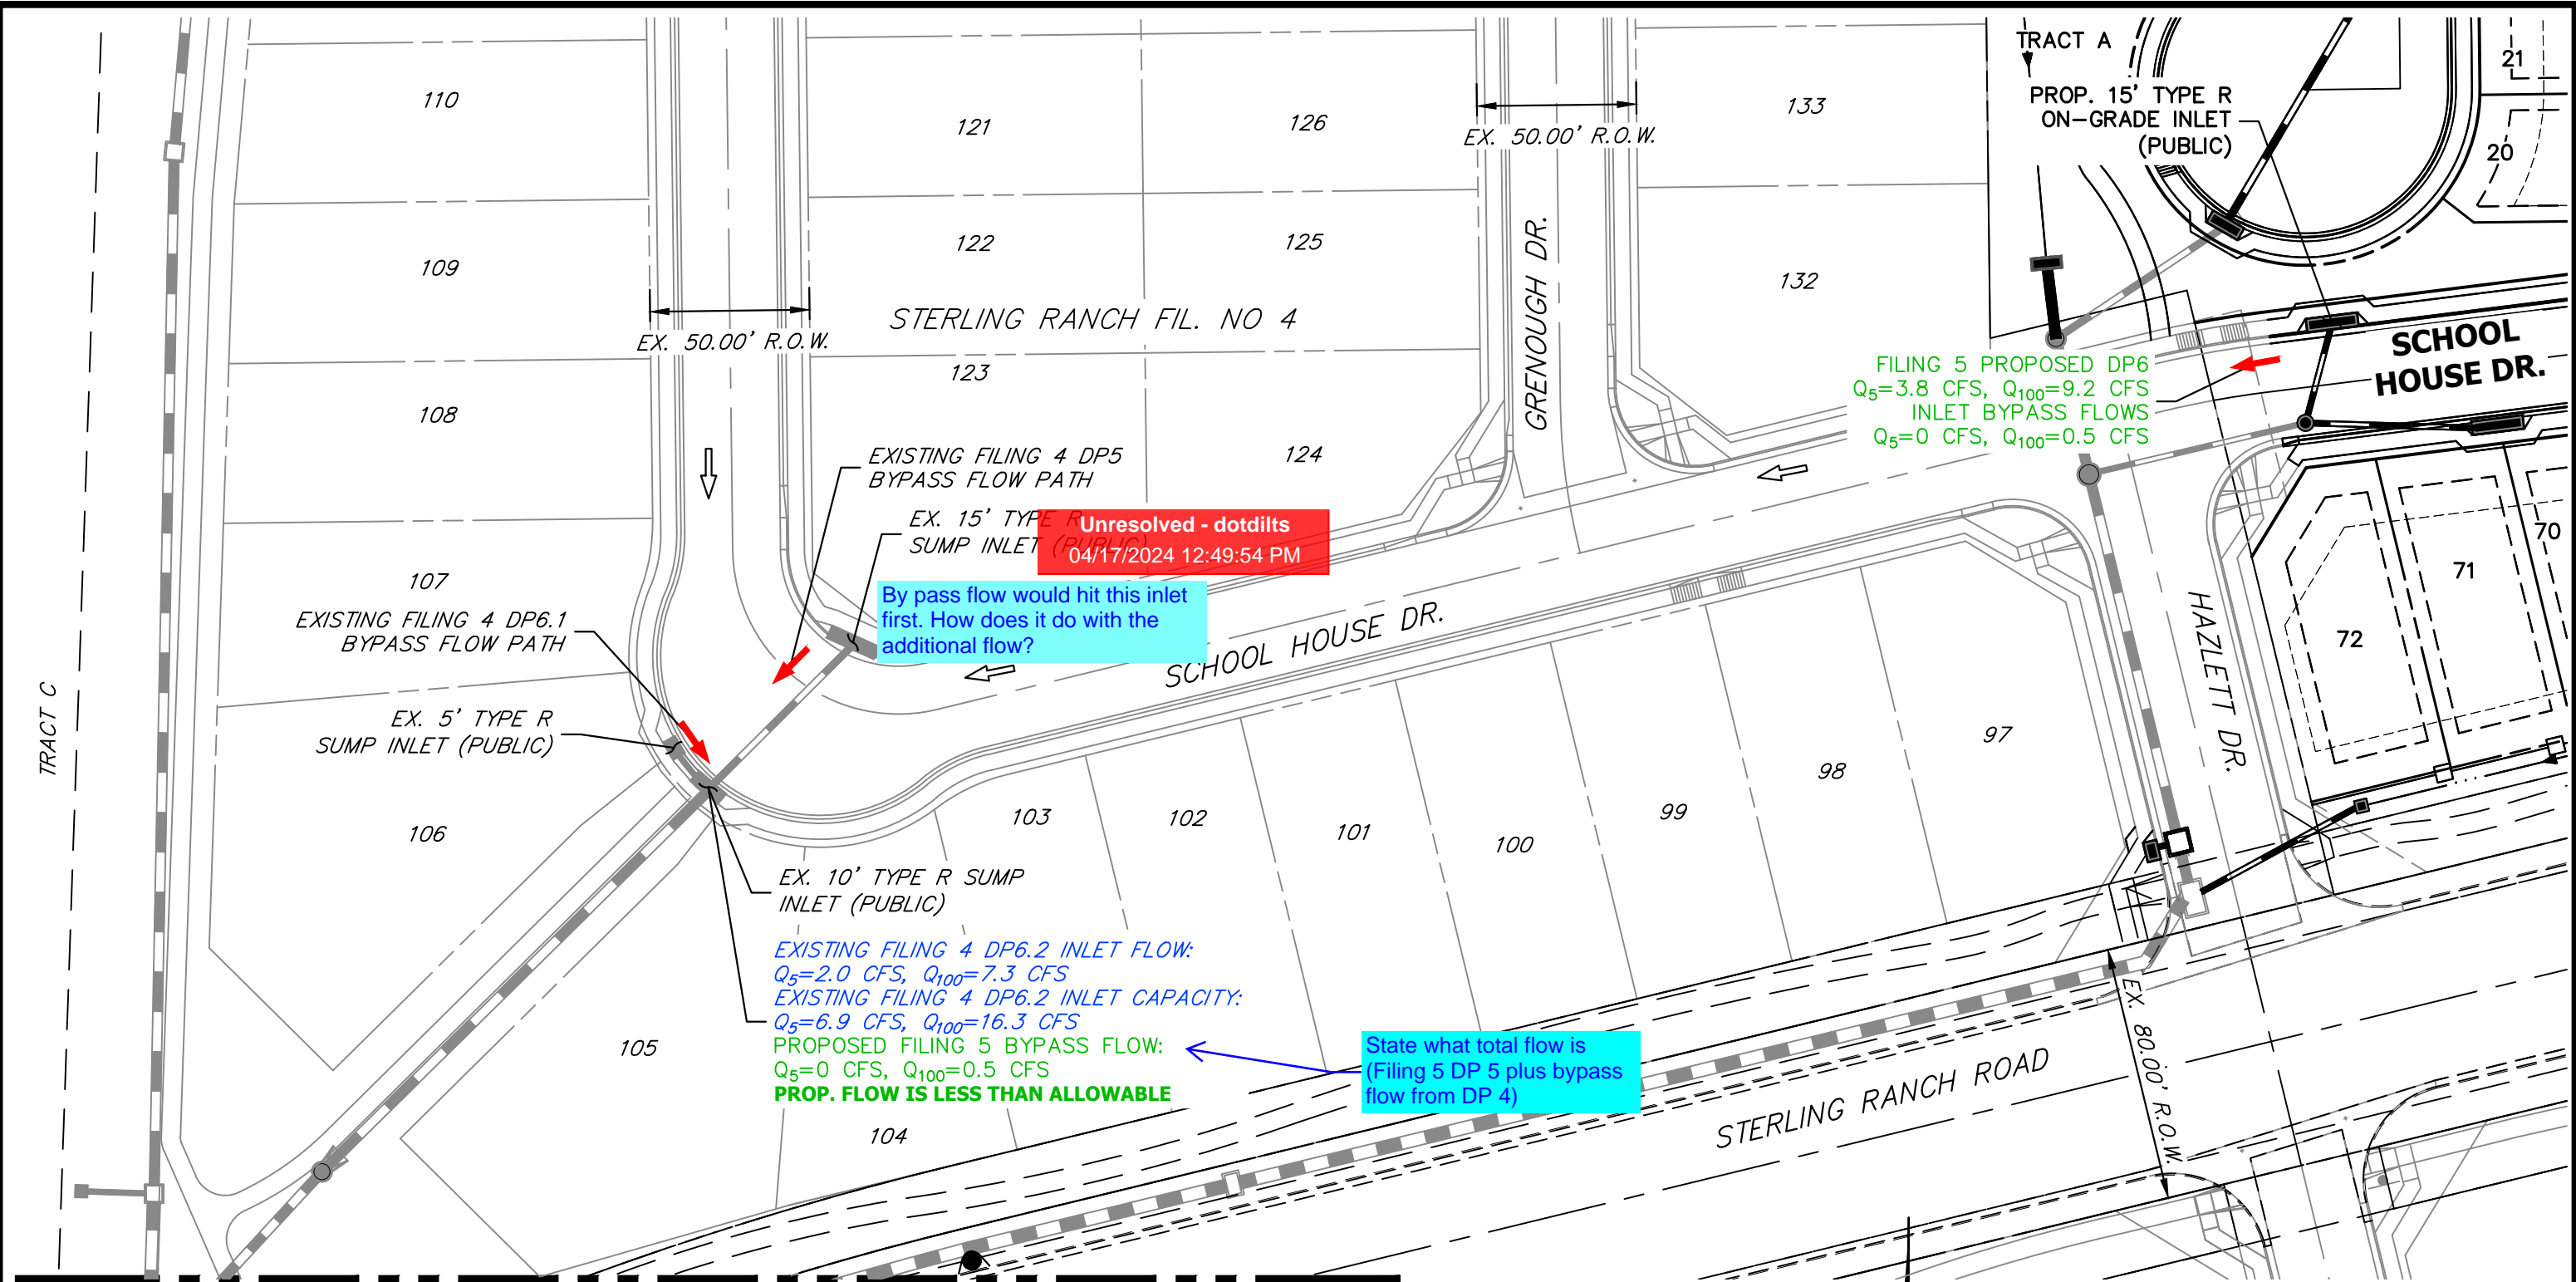 TRACT A
PROP. 15' TYPE R
ON-GRADE INLET
(PUBLIC)
21
20
110
121
126
133
EX. 50.00' R.O.W.
109
122
125
132
GRENOUGH DR.
STERLING RANCH FIL. NO 4
EX. 50.00' R.O.W.
SCHOOL
HOUSE DR.
FILING 5 PROPOSED DP6
Q5=3.8 CFS, Q100=9.2 CFS
INLET BYPASS FLOWS
Q5=0 CFS, Q100=0.5 CFS
108
123
124
EXISTING FILING 4 DP5
BYPASS FLOW PATH
EX. 15' TYPE R
SUMP INLET (PUBLIC)
Unresolved - dotdilts
04/17/2024 12:49:54 PM
By pass flow would hit this inlet
first. How does it do with the
additional flow?
107
EXISTING FILING 4 DP6.1
BYPASS FLOW PATH
SCHOOL HOUSE DR.
HAZLETT DR.
70
71
72
TRACT C
EX. 5' TYPE R
SUMP INLET (PUBLIC)
106
103
102
101
100
99
98
97
EX. 10' TYPE R SUMP
INLET (PUBLIC)
EXISTING FILING 4 DP6.2 INLET FLOW:
Q5=2.0 CFS, Q100=7.3 CFS
EXISTING FILING 4 DP6.2 INLET CAPACITY:
Q5=6.9 CFS, Q100=16.3 CFS
PROPOSED FILING 5 BYPASS FLOW:
Q5=0 CFS, Q100=0.5 CFS
PROP. FLOW IS LESS THAN ALLOWABLE
105
104
State what total flow is
(Filing 5 DP 5 plus bypass
flow from DP 4)
STERLING RANCH ROAD
EX. 80.00' R.O.W.